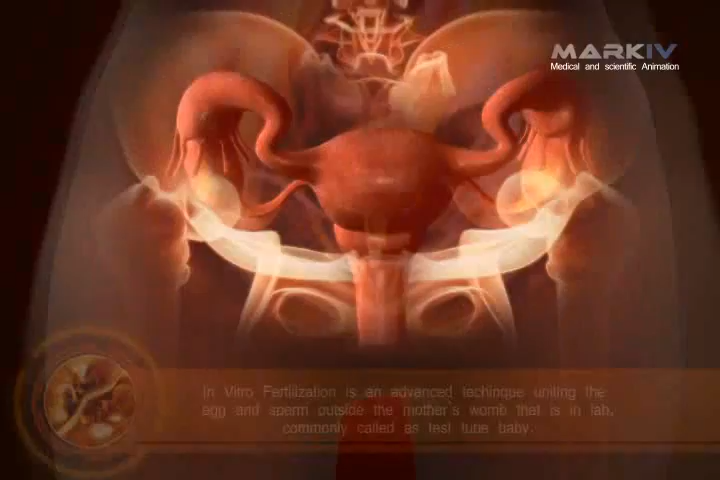 MARKIV
Medical and scientific Animation
In Vitro Fertilization is an advanced techinque uniting the
egg and sperm outside the mother's womb that is in lab,
commonly called as test tube baby.